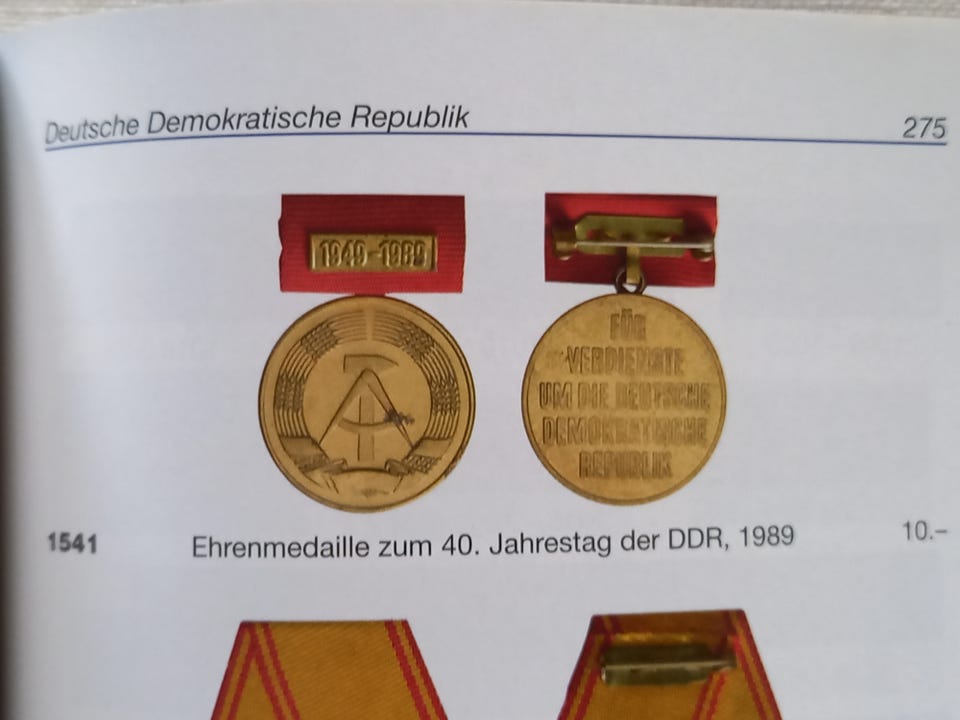 Deutsche Demokratische Republik 275
1949-1989
FÜR
VERDIENSTE
UM DIE DEUTSCHE
DEMOKRATISCHE
REPUBLIK
1541 Ehrenmedaille zum 40. Jahrestag der DDR, 1989 10.–